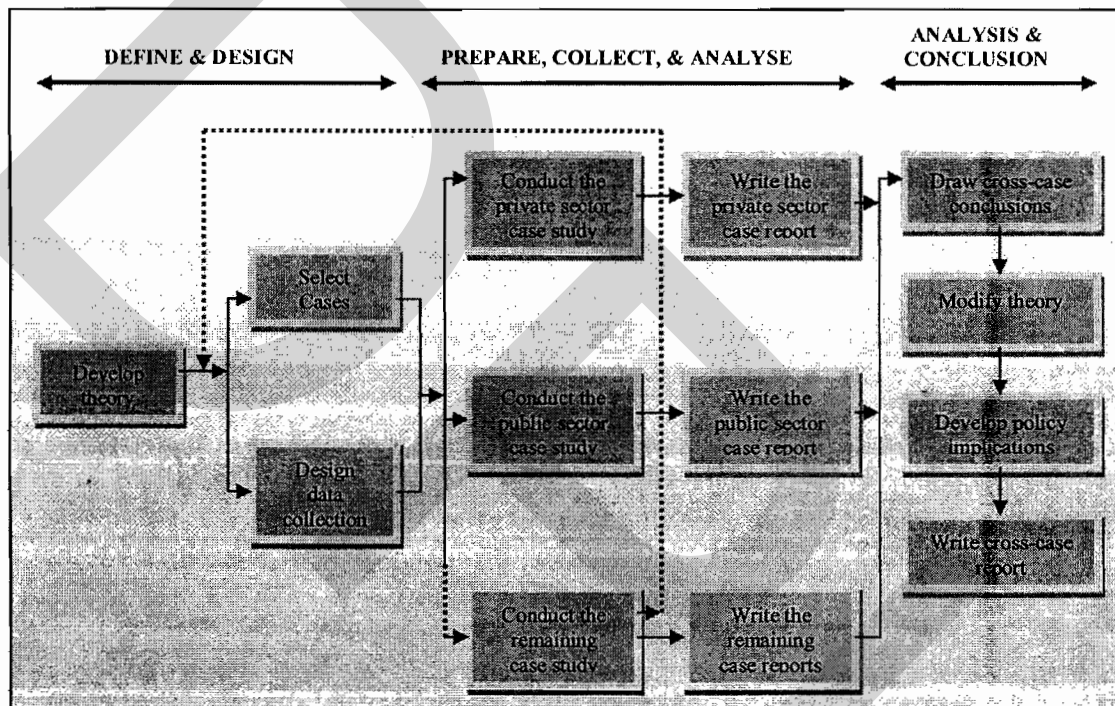 DEFINE & DESIGN
PREPARE, COLLECT, & ANALYSE
ANALYSIS &
CONCLUSION
Develop
theory
Select
Cases
Design
data
collection
Conduct the
private sector
case study
Write the
private sector
case report
Conduct the
public sector
case study
Write the
public sector
case report
Conduct the
remaining
case study
Write the
remaining
case reports
Draw cross-case
conclusions
Modify theory
Develop policy
implications
Write cross-case
report